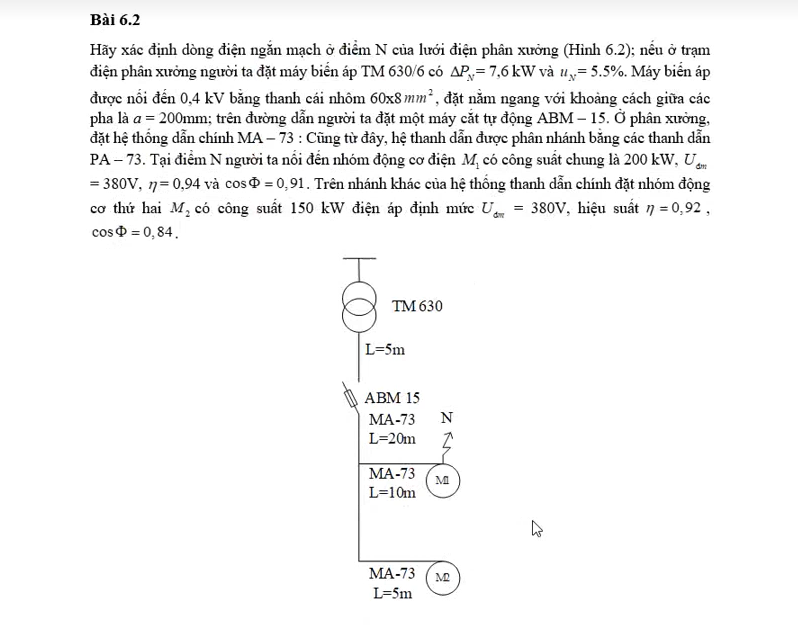 Bài 6.2
Hãy xác định dòng điện ngắn mạch ở điểm N của lưới điện phân xưởng (Hình 6.2); nếu ở trạm
điện phân xưởng người ta đặt máy biến áp TM 630/6 có ΔP_N = 7,6 kW và u_N = 5.5%. Máy biến áp
được nối đến 0,4 kV bằng thanh cái nhôm 60x8mm², đặt nằm ngang với khoảng cách giữa các
pha là a = 200mm; trên đường dẫn người ta đặt một máy cắt tự động ABM – 15. Ở phân xưởng,
đặt hệ thống dẫn chính MA – 73 : Cũng từ đây, hệ thanh dẫn được phân nhánh bằng các thanh dẫn
PA – 73. Tại điểm N người ta nối đến nhóm động cơ điện M₁ có công suất chung là 200 kW, U_đm
= 380V, η = 0,94 và cosΦ = 0,91. Trên nhánh khác của hệ thống thanh dẫn chính đặt nhóm động
cơ thứ hai M₂ có công suất 150 kW điện áp định mức U_đm = 380V, hiệu suất η = 0,92 ,
cosΦ = 0,84.
TM 630
L=5m
ABM 15
MA-73 N
L=20m
MA-73
M1
L=10m
MA-73
M2
L=5m